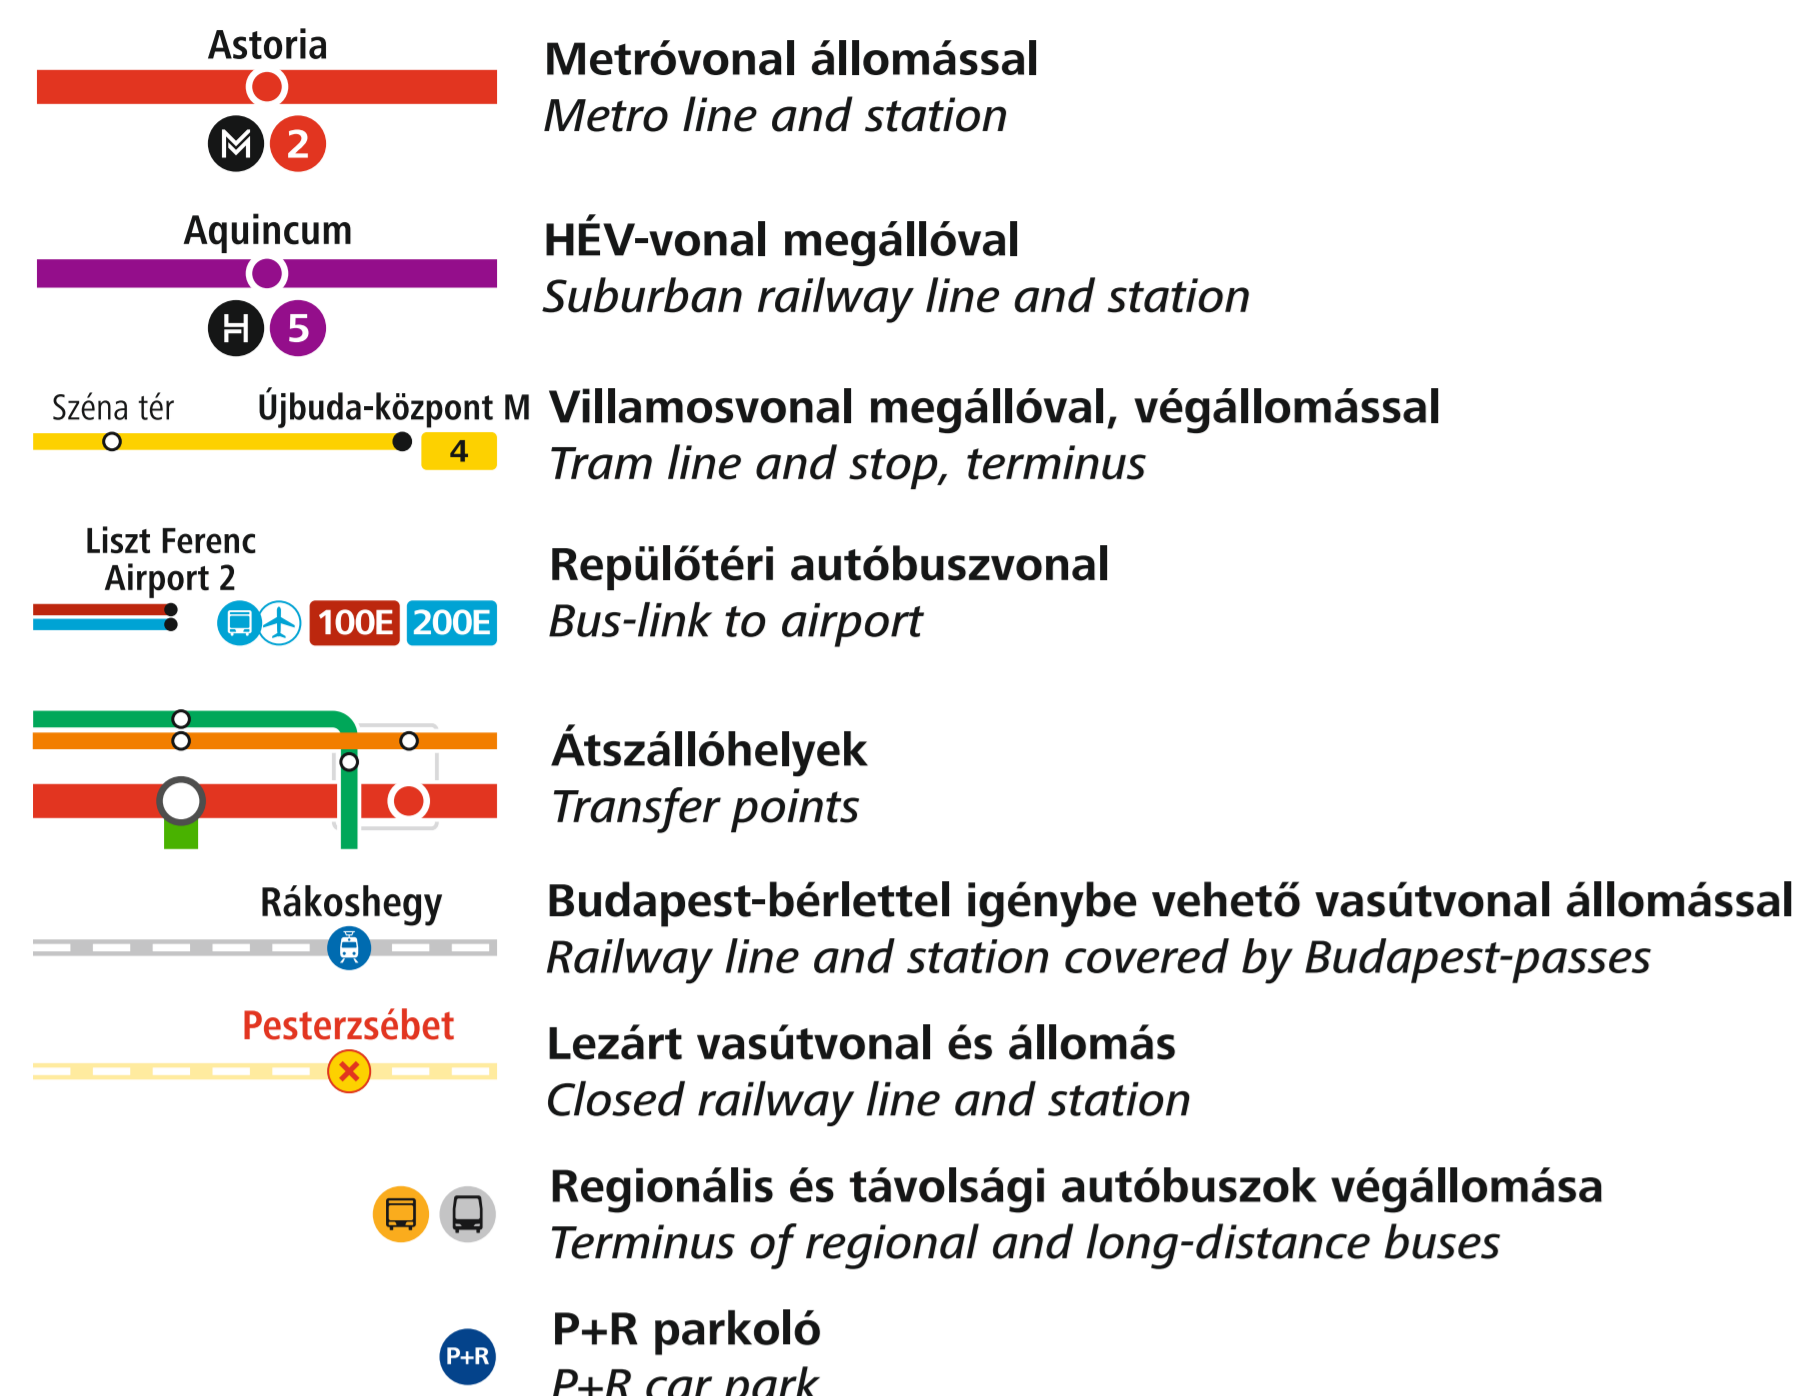 Astoria
M 2
Metróvonal állomással
Metro line and station
Aquincum
H 5
HÉV-vonal megállóval
Suburban railway line and station
Széna tér
Újbuda-központ M
4
Villamosvonal megállóval, végállomással
Tram line and stop, terminus
Liszt Ferenc
Airport 2
100E 200E
Repülőtéri autóbuszvonal
Bus-link to airport
Átszállóhelyek
Transfer points
Rákoshegy
Budapest-bérlettel igénybe vehető vasútvonal állomással
Railway line and station covered by Budapest-passes
Pesterzsébet
Lezárt vasútvonal és állomás
Closed railway line and station
Regionális és távolsági autóbuszok végállomása
Terminus of regional and long-distance buses
P+R
P+R parkoló
P+R car park